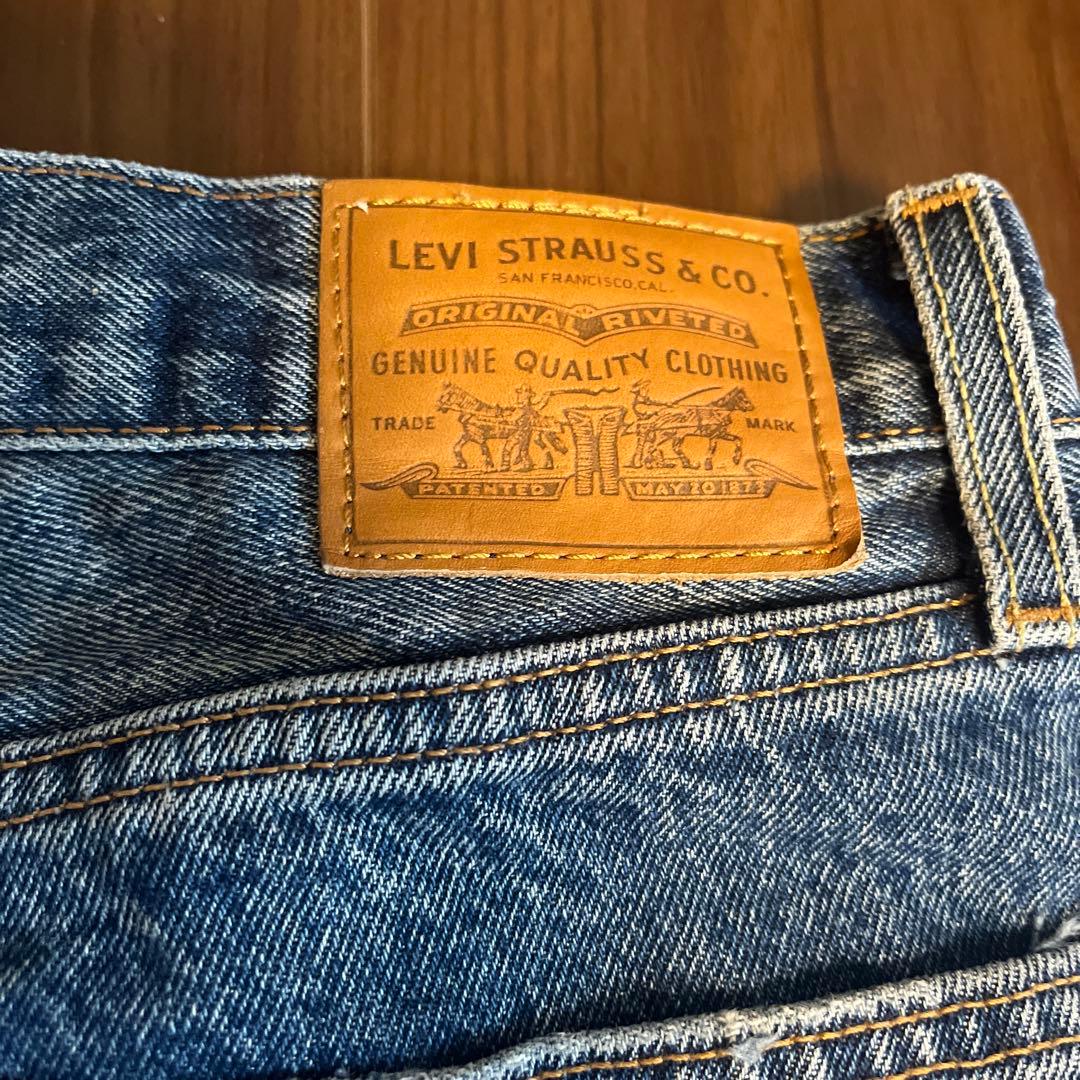 LEVI STRAUSS & CO.
SAN FRANCISCO, CAL.
ORIGINAL RIVETED
GENUINE QUALITY CLOTHING
TRADE MARK
PATENTED MAY 20 1873